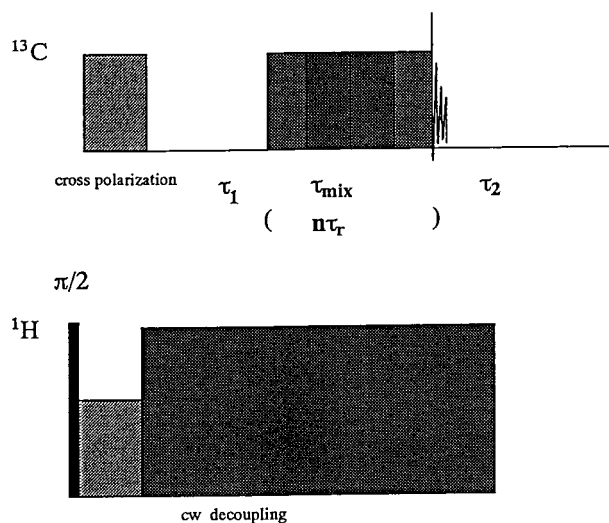 ¹³C
cross polarization τ₁ τmix τ₂
( nτᵣ )
π/2
¹H
cw decoupling